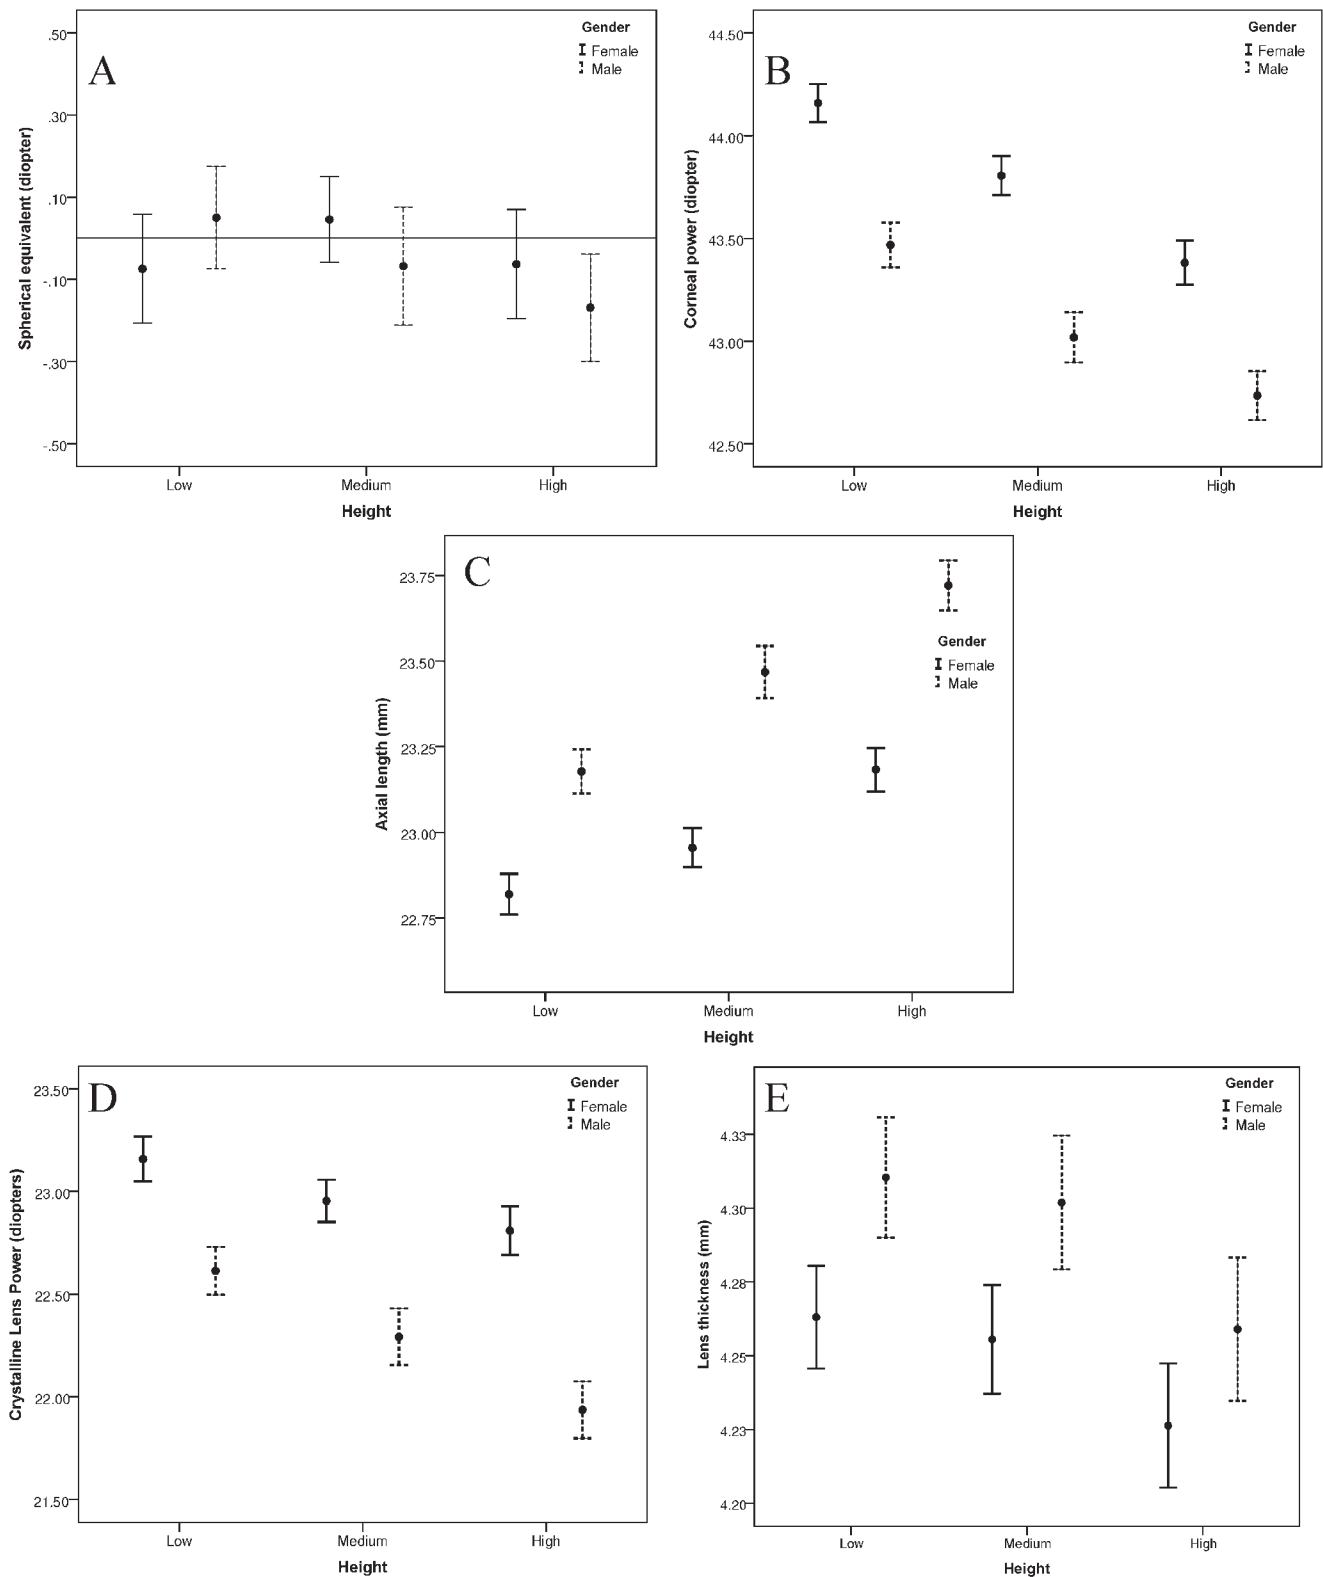 A
Gender
Female
Male
.50
.30
.10
-.10
-.30
-.50
Spherical equivalent (diopter)
Low Medium High
Height
B
Gender
Female
Male
44.50
44.00
43.50
43.00
42.50
Corneal power (diopter)
Low Medium High
Height
C
Gender
Female
Male
23.75
23.50
23.25
23.00
22.75
Axial length (mm)
Low Medium High
Height
D
Gender
Female
Male
23.50
23.00
22.50
22.00
21.50
Crystalline Lens Power (diopters)
Low Medium High
Height
E
Gender
Female
Male
4.33
4.30
4.28
4.25
4.23
4.20
Lens thickness (mm)
Low Medium High
Height